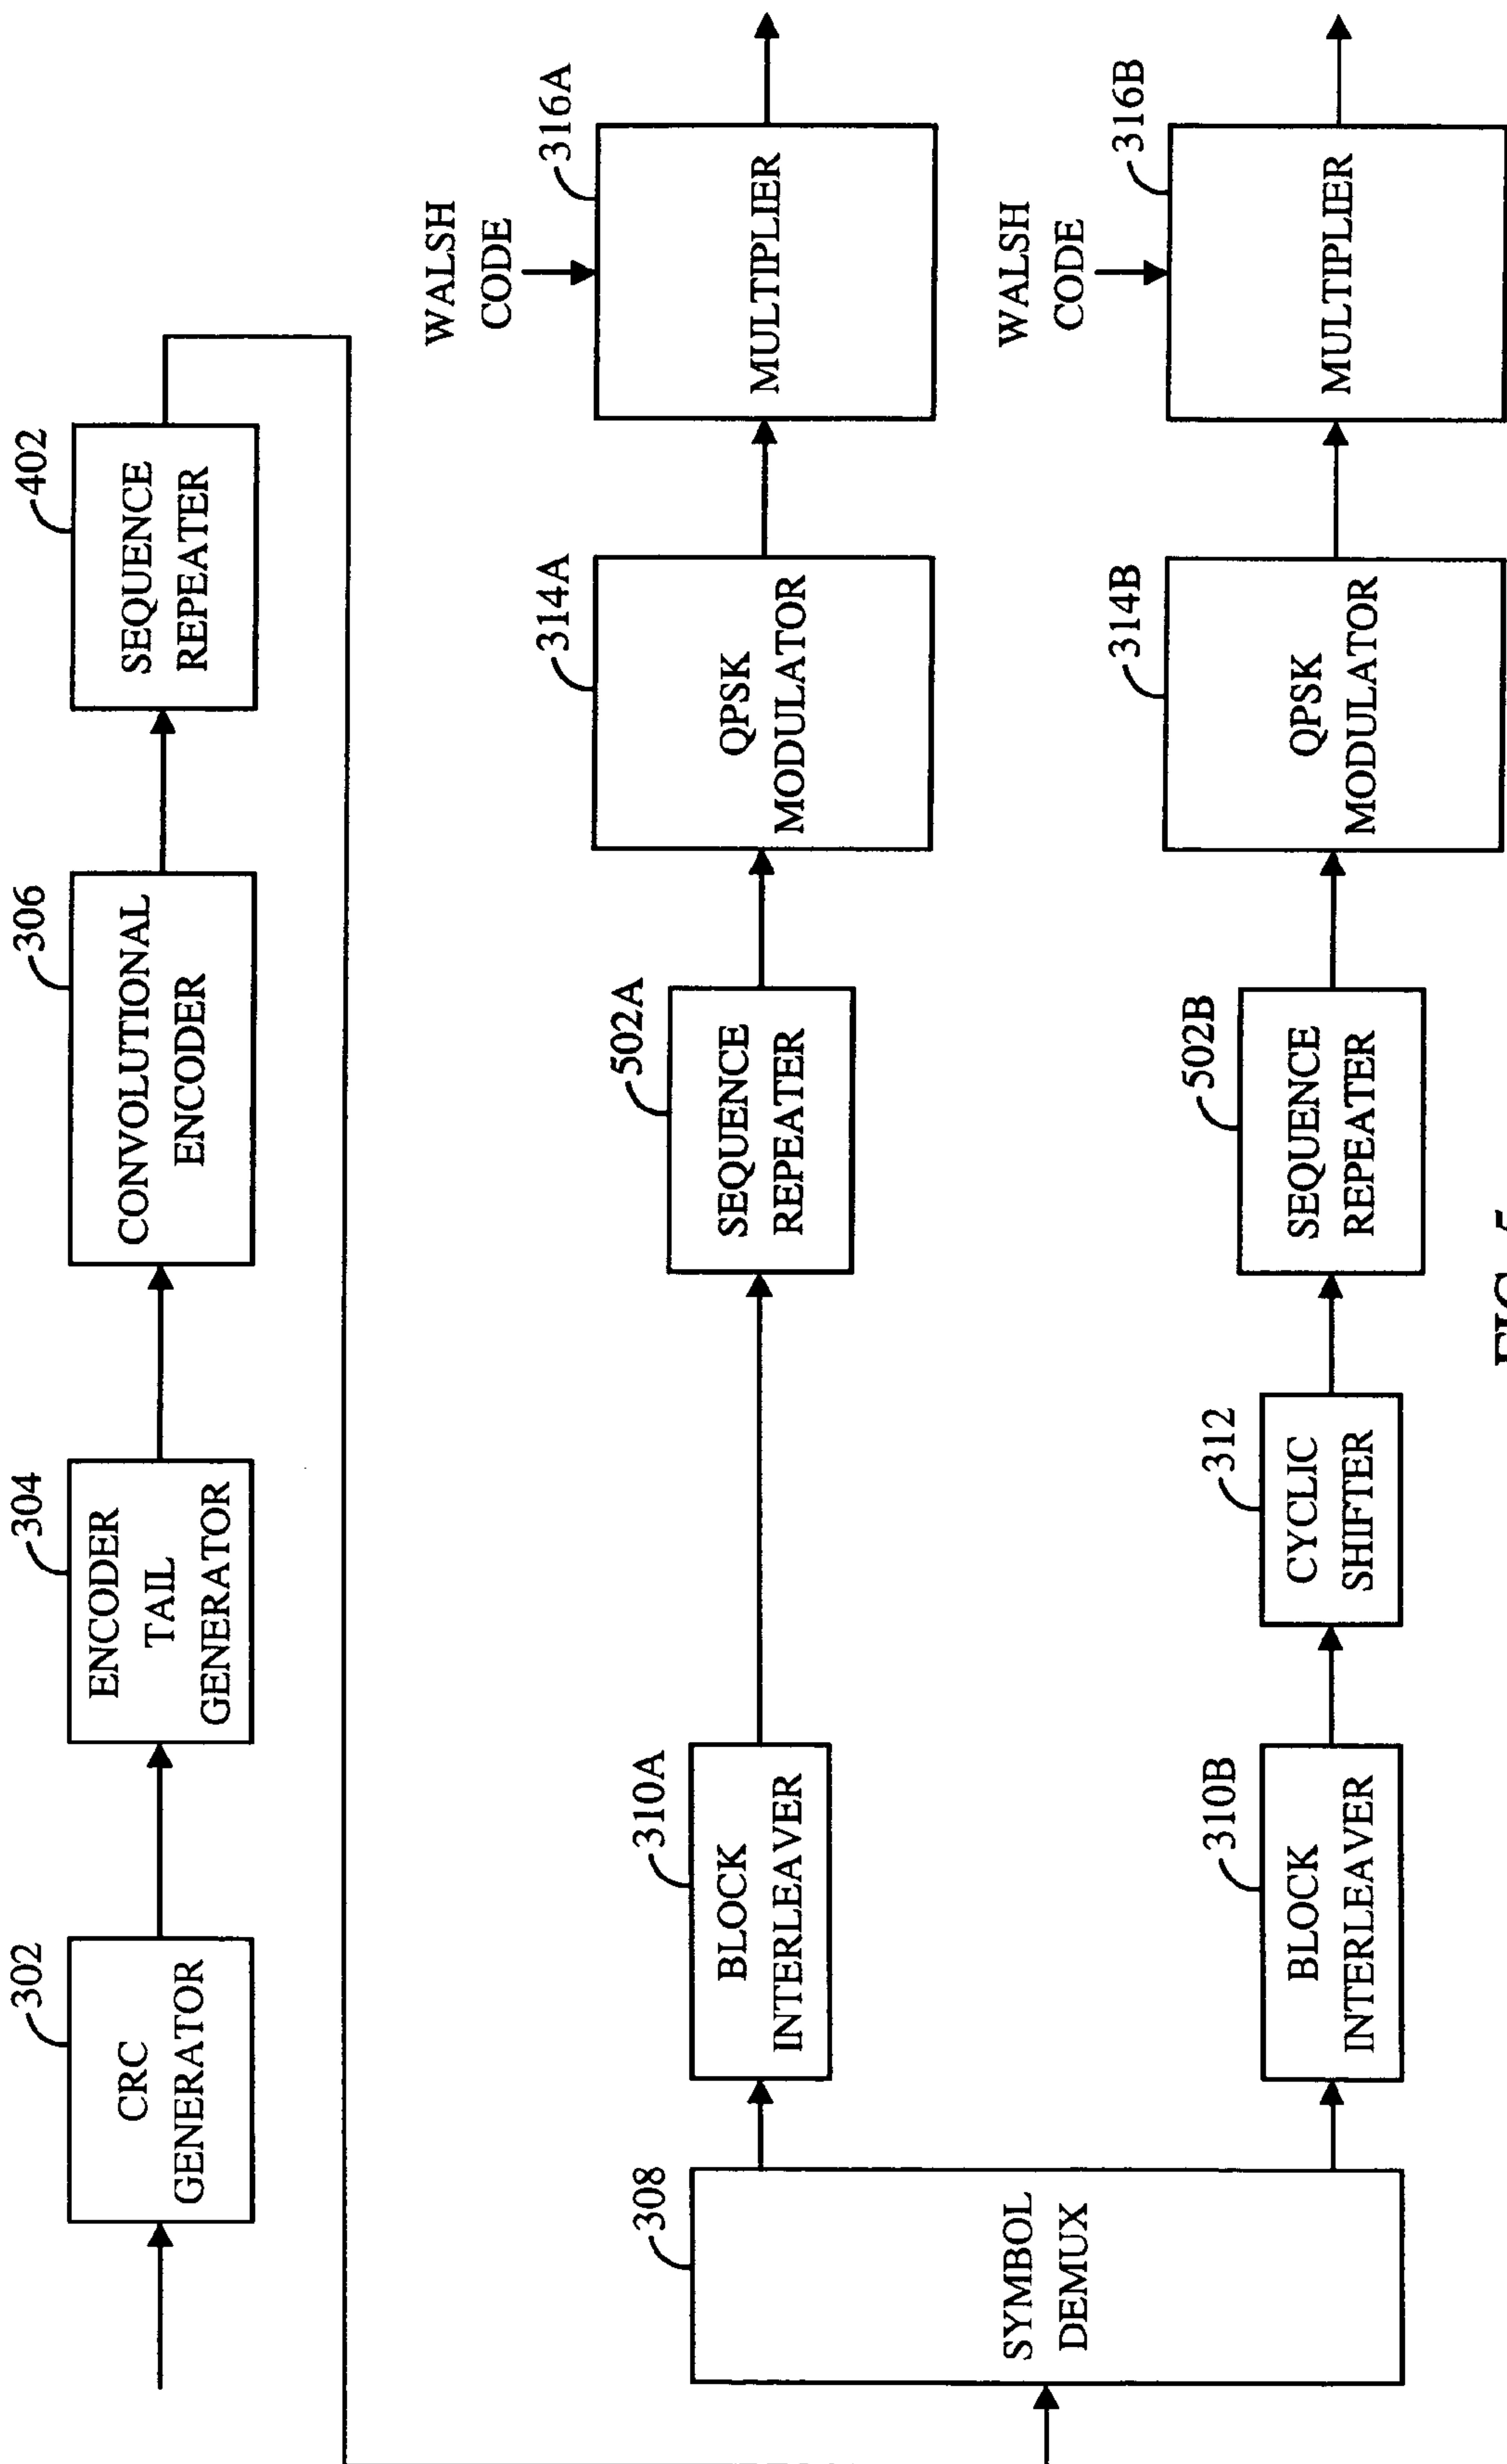 302
CRC
GENERATOR
304
ENCODER
TAIL
GENERATOR
306
CONVOLUTIONAL
ENCODER
402
SEQUENCE
REPEATER
308
SYMBOL
DEMUX
310A
BLOCK
INTERLEAVER
502A
SEQUENCE
REPEATER
314A
QPSK
MODULATOR
WALSH
CODE
316A
MULTIPLIER
310B
BLOCK
INTERLEAVER
312
CYCLIC
SHIFTER
502B
SEQUENCE
REPEATER
314B
QPSK
MODULATOR
WALSH
CODE
316B
MULTIPLIER
FIG. 5